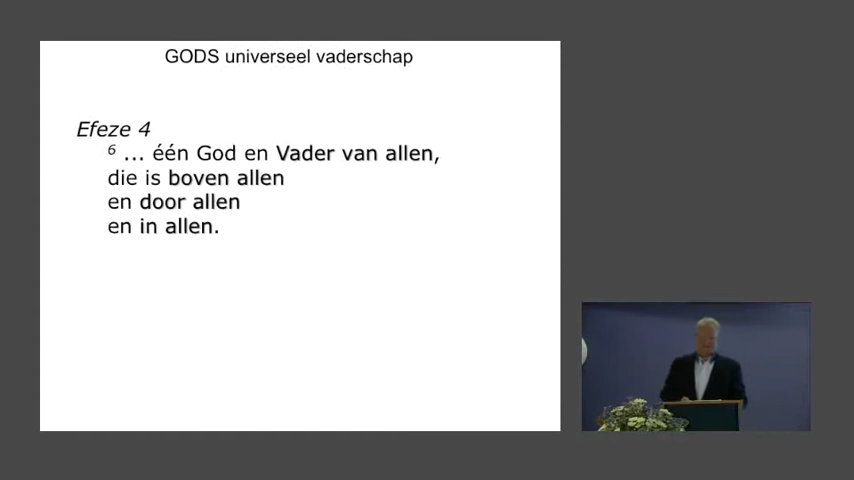 GODS universeel vaderschap
Efeze 4
6 ... één God en Vader van allen,
die is boven allen
en door allen
en in allen.